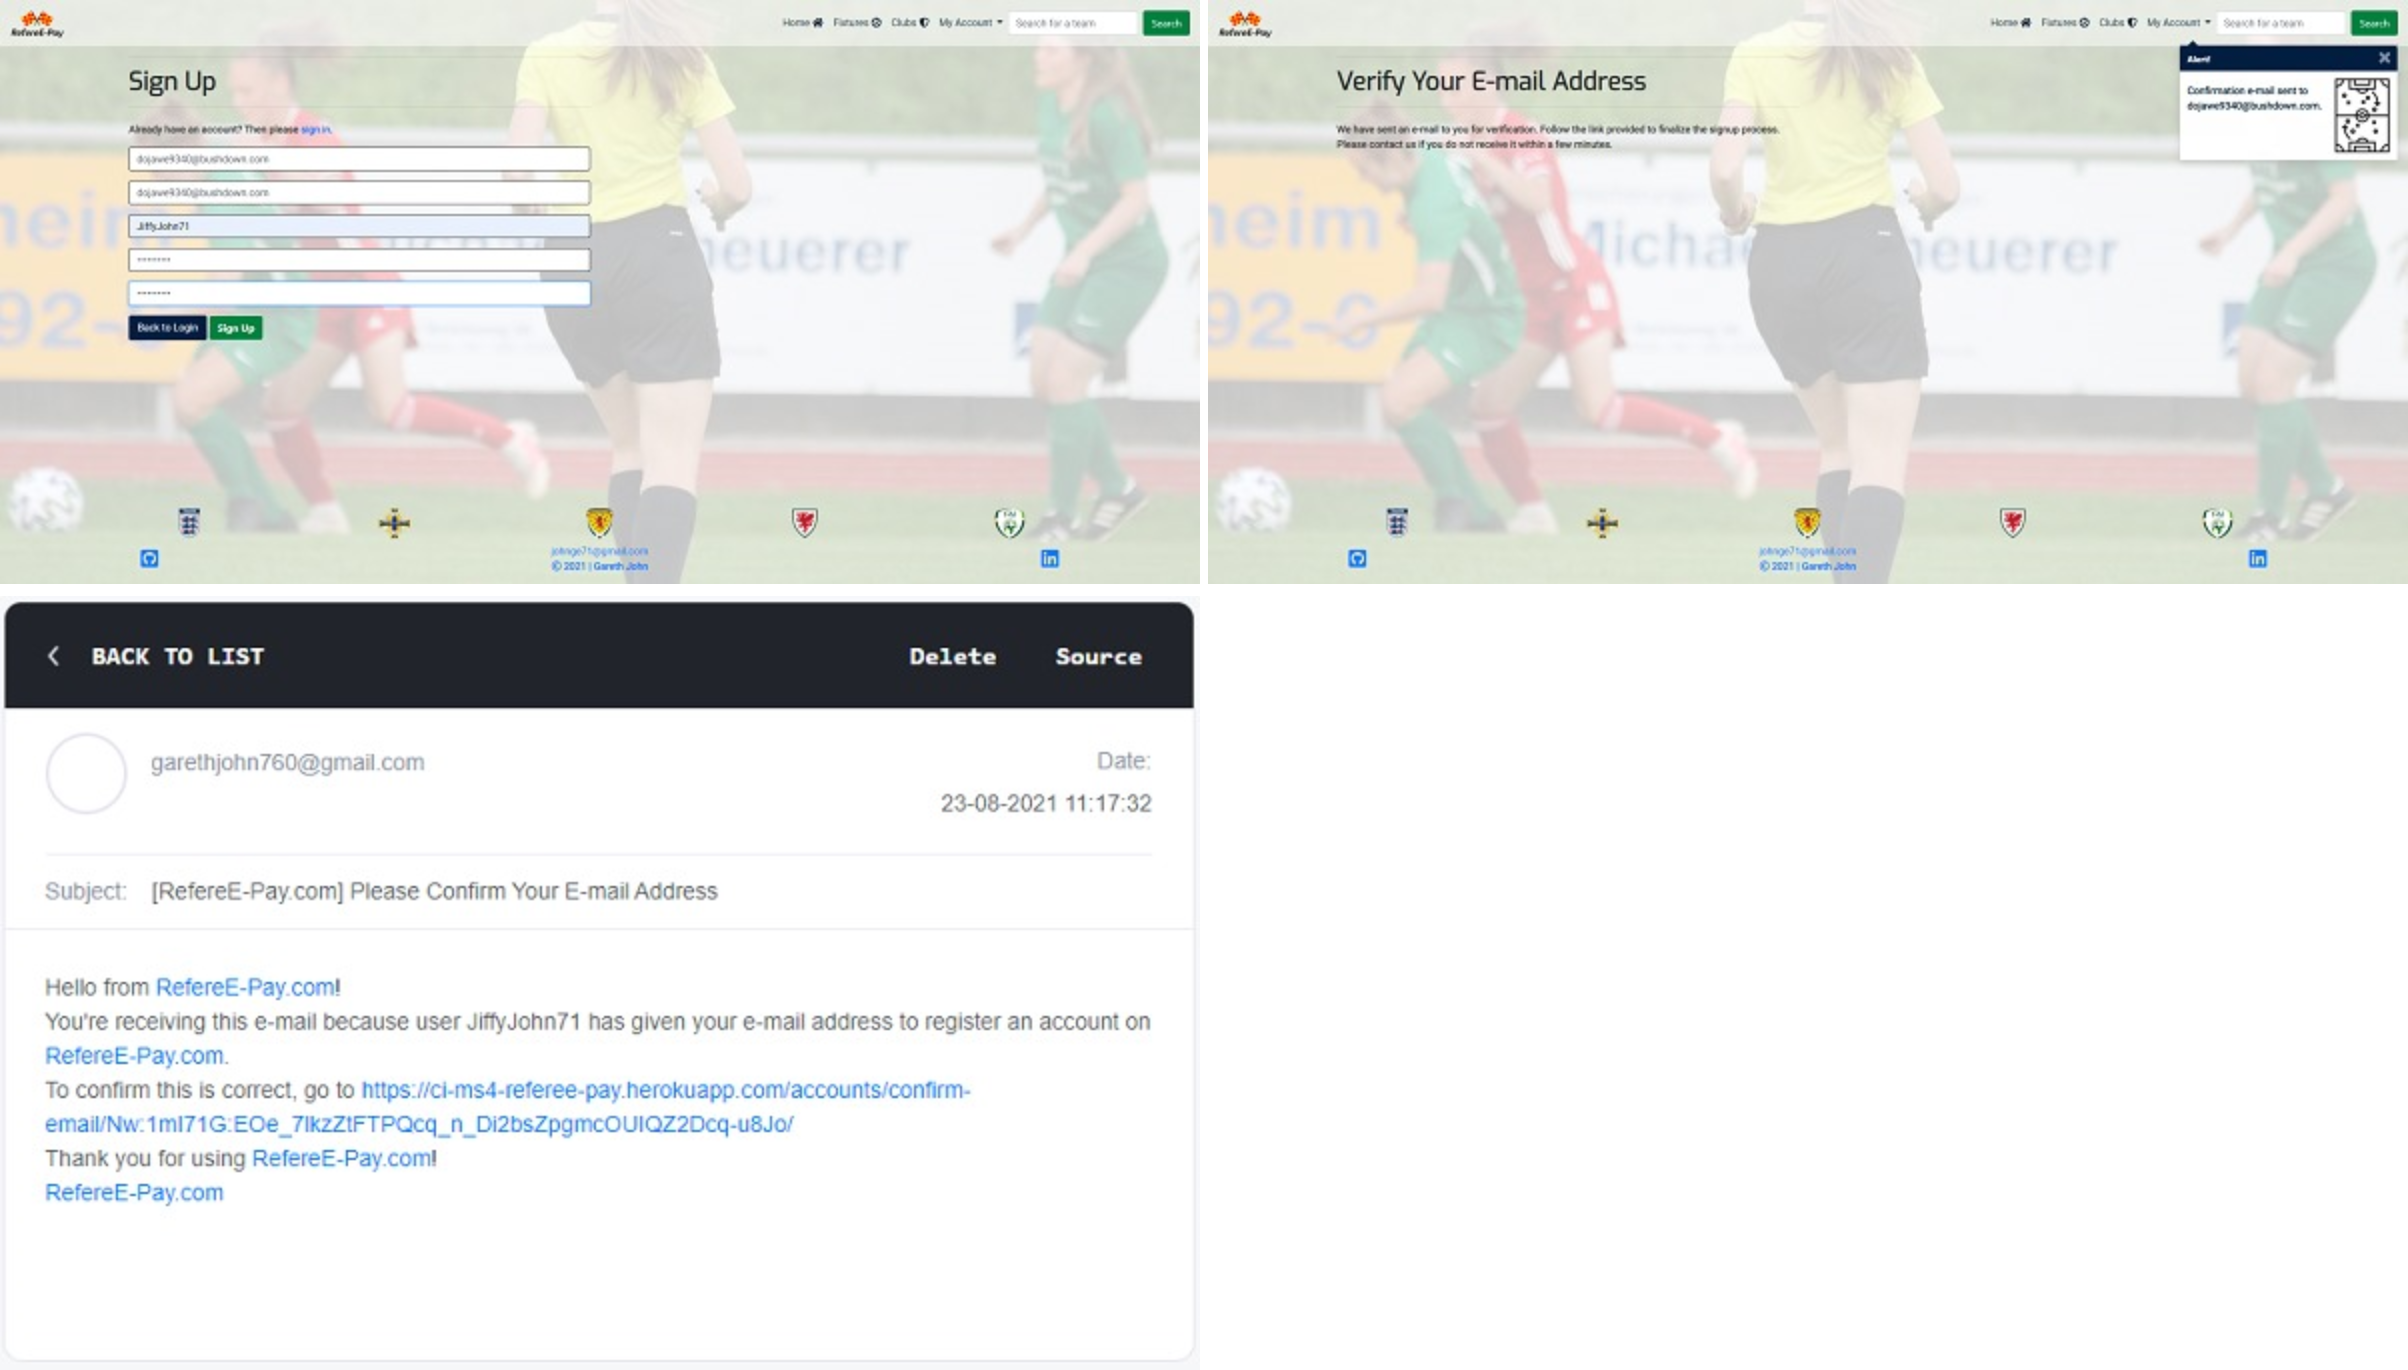 RefereE-Pay
Home Fixtures Clubs My Account Search for a team Search
Sign Up
Already have an account? Then please sign in.
dojawe9340@bushdown.com
dojawe9340@bushdown.com
JiffyJohn71
Back to Login Sign Up
heim
euerer
92-
johnge71@gmail.com
© 2021 | Gareth John
RefereE-Pay
Home Fixtures Clubs My Account Search for a team Search
Alert!
Confirmation e-mail sent to
dojawe9340@bushdown.com.
Verify Your E-mail Address
We have sent an e-mail to you for verification. Follow the link provided to finalize the signup process.
Please contact us if you do not receive it within a few minutes.
heim
Micha
euerer
92-6
johnge71@gmail.com
© 2021 | Gareth John
BACK TO LIST Delete Source
garethjohn760@gmail.com
Date:
23-08-2021 11:17:32
Subject: [RefereE-Pay.com] Please Confirm Your E-mail Address
Hello from RefereE-Pay.com!
You're receiving this e-mail because user JiffyJohn71 has given your e-mail address to register an account on
RefereE-Pay.com.
To confirm this is correct, go to https://ci-ms4-referee-pay.herokuapp.com/accounts/confirm-
email/Nw:1mI71G:EOe_7IkzZtFTPQcq_n_Di2bsZpgmcOUIQZ2Dcq-u8Jo/
Thank you for using RefereE-Pay.com!
RefereE-Pay.com